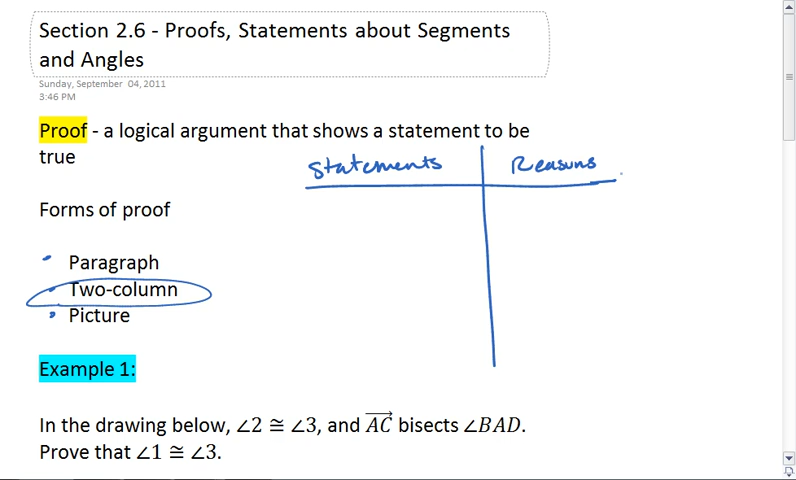 Section 2.6 - Proofs, Statements about Segments
and Angles
Sunday, September 04, 2011
3:46 PM
Proof - a logical argument that shows a statement to be
true
Statements Reasons
Forms of proof
Paragraph
Two-column
Picture
Example 1:
In the drawing below, ∠2 ≅ ∠3, and \overrightarrow{AC} bisects ∠BAD.
Prove that ∠1 ≅ ∠3.